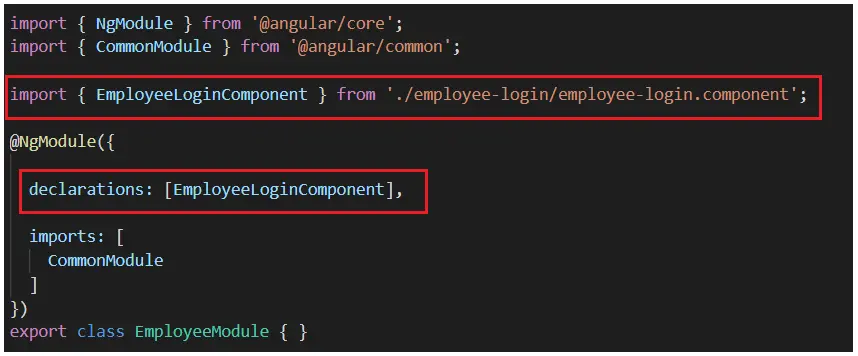 import { NgModule } from '@angular/core';
import { CommonModule } from '@angular/common';
import { EmployeeLoginComponent } from './employee-login/employee-login.component';
@NgModule({
declarations: [EmployeeLoginComponent],
imports: [
CommonModule
]
})
export class EmployeeModule { }